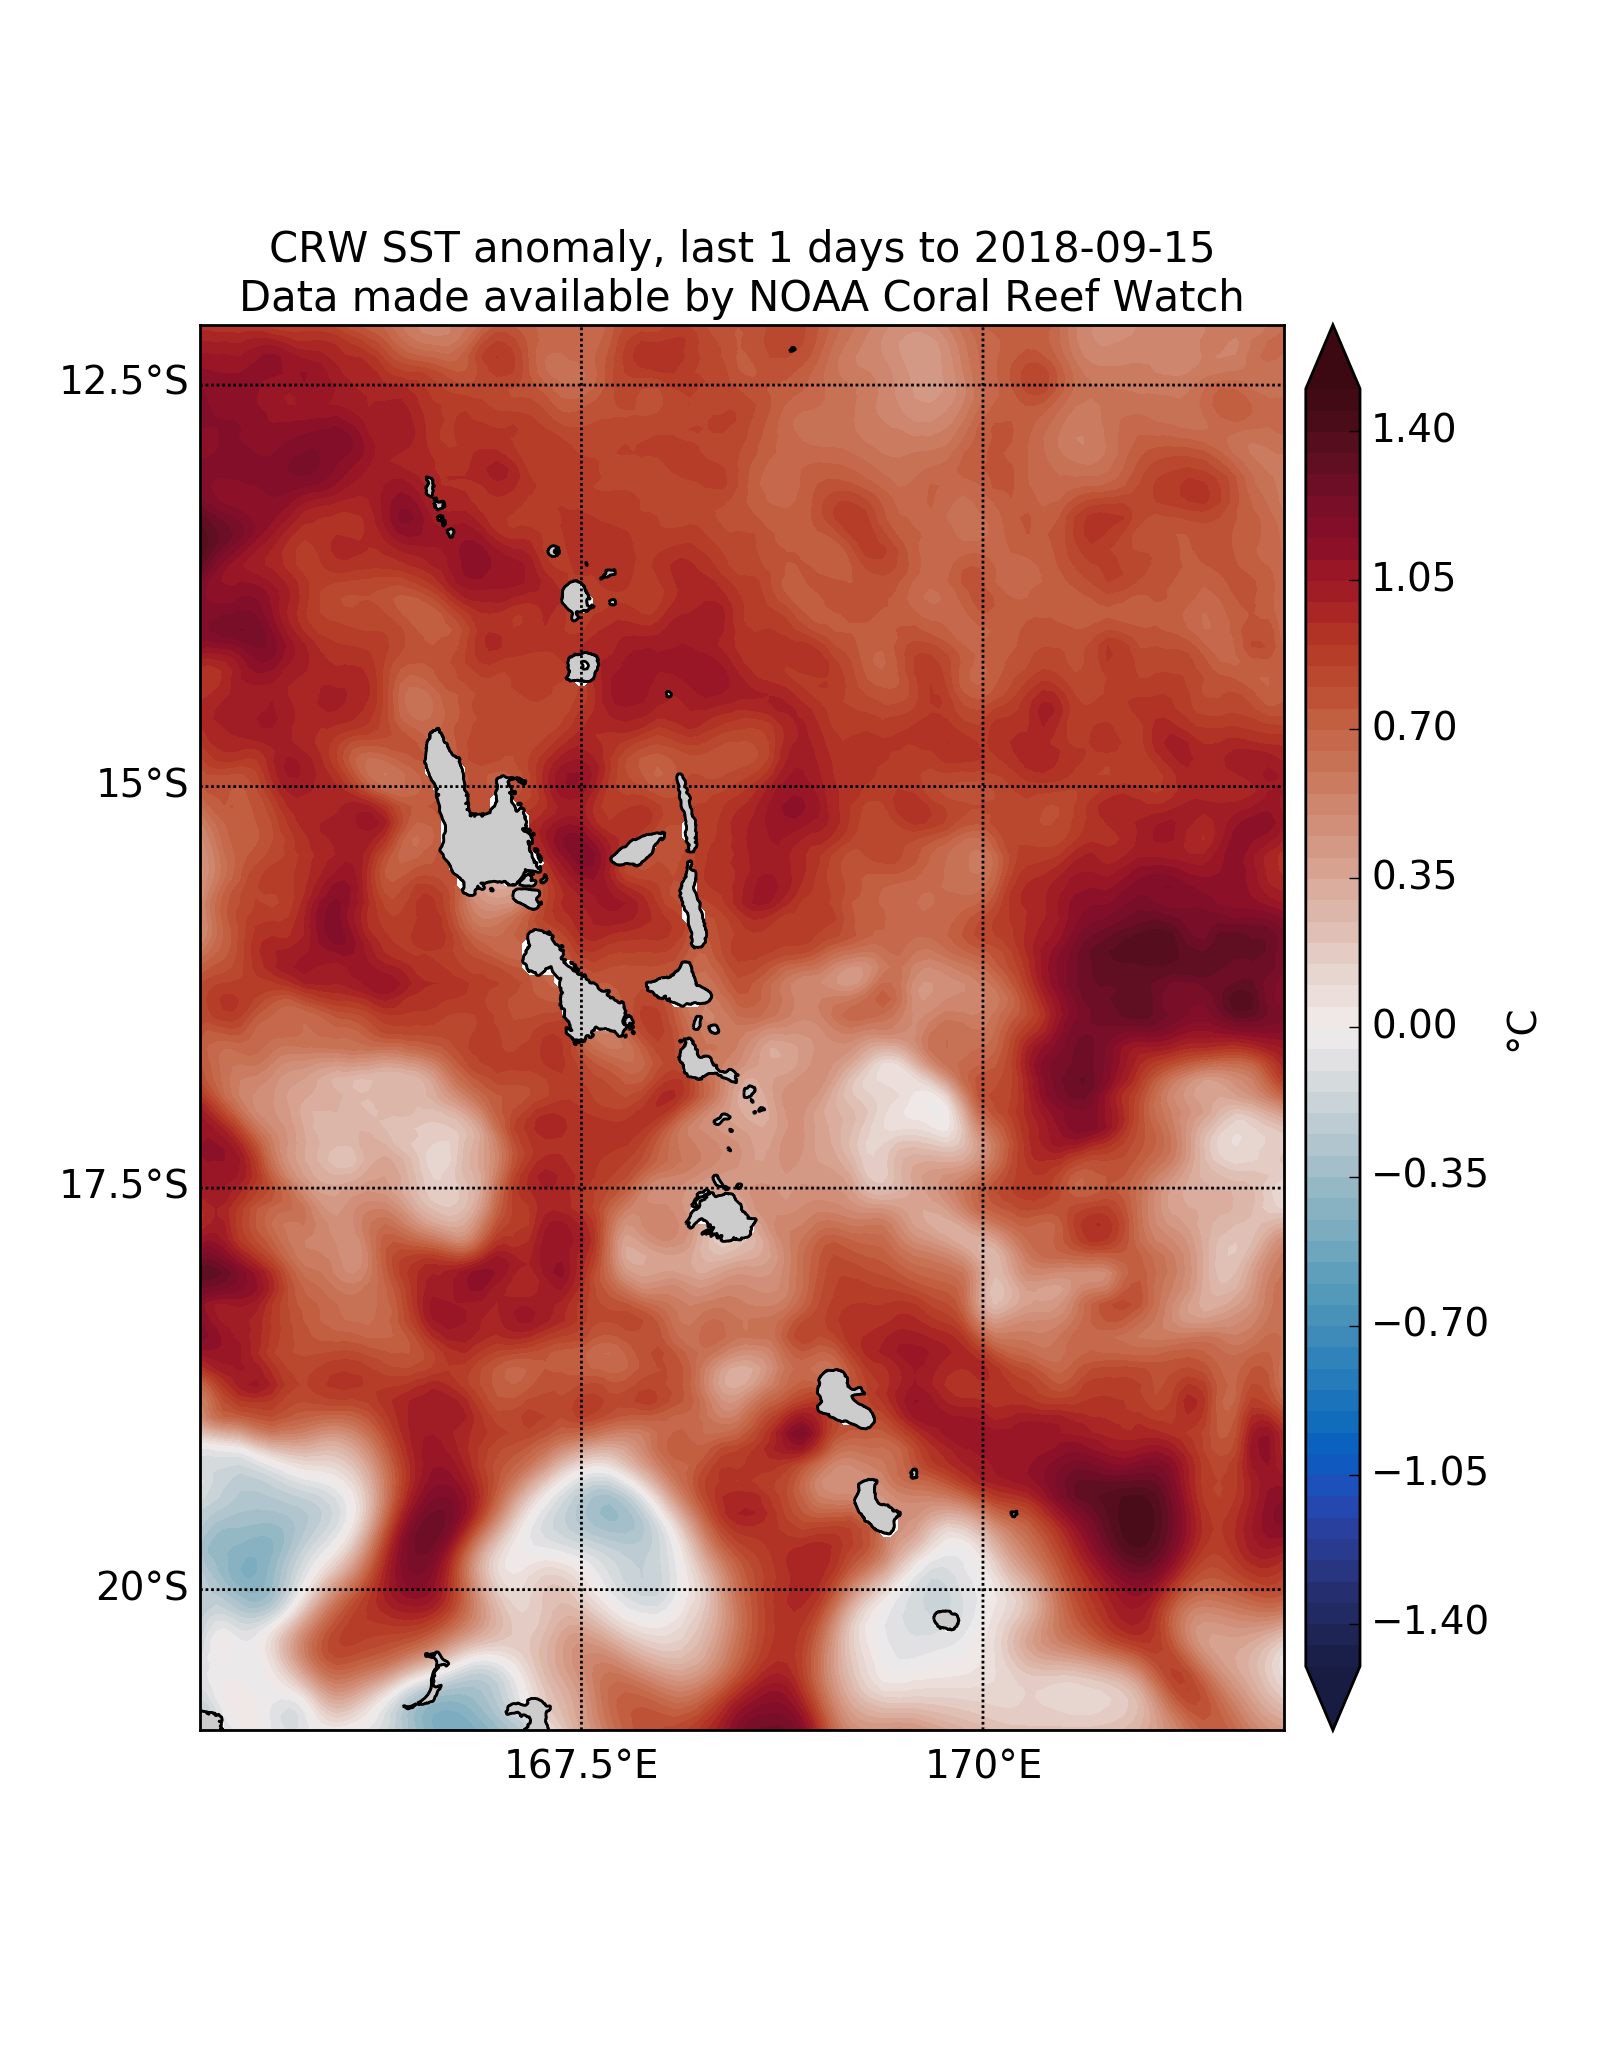 CRW SST anomaly, last 1 days to 2018-09-15
Data made available by NOAA Coral Reef Watch
12.5°S
15°S
17.5°S
20°S
167.5°E
170°E
1.40
1.05
0.70
0.35
0.00
−0.35
−0.70
−1.05
−1.40
°C